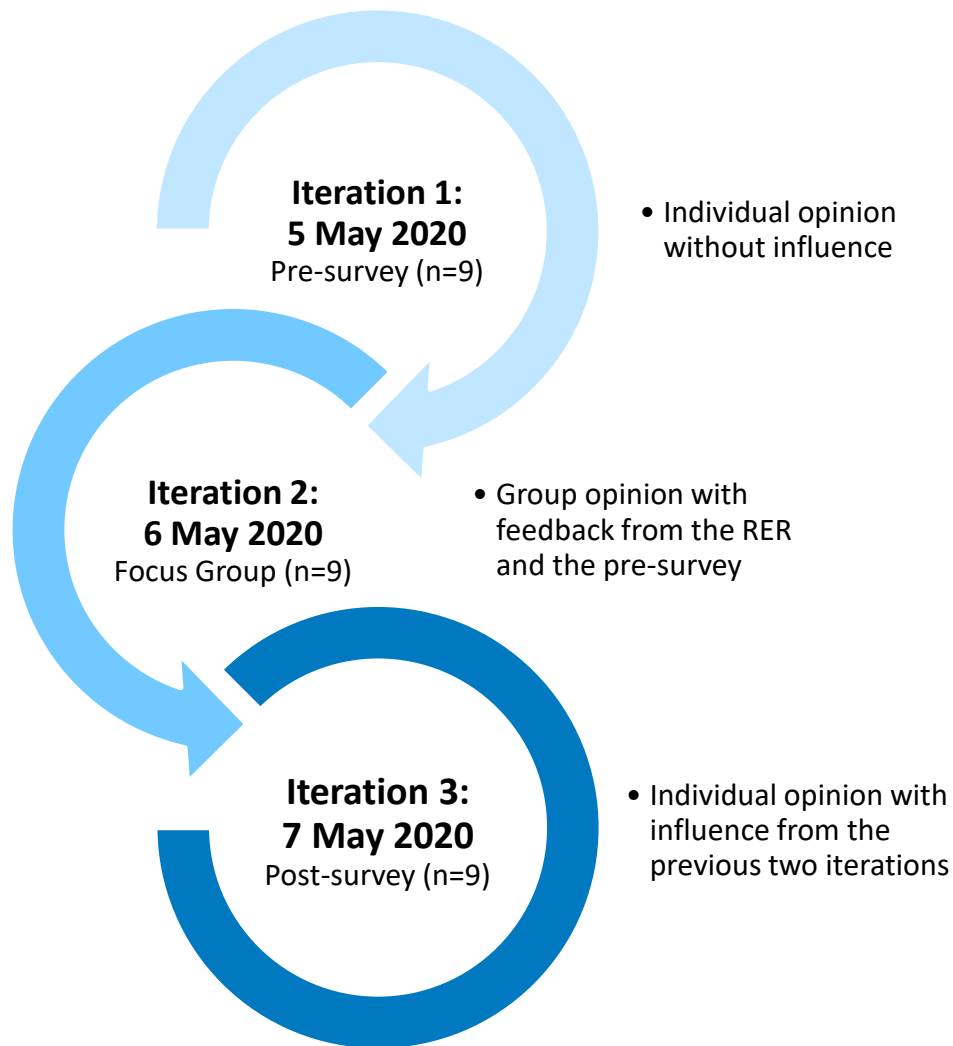 Iteration 1:
5 May 2020
Pre-survey (n=9)
• Individual opinion
without influence
Iteration 2:
6 May 2020
Focus Group (n=9)
• Group opinion with
feedback from the RER
and the pre-survey
Iteration 3:
7 May 2020
Post-survey (n=9)
• Individual opinion with
influence from the
previous two iterations